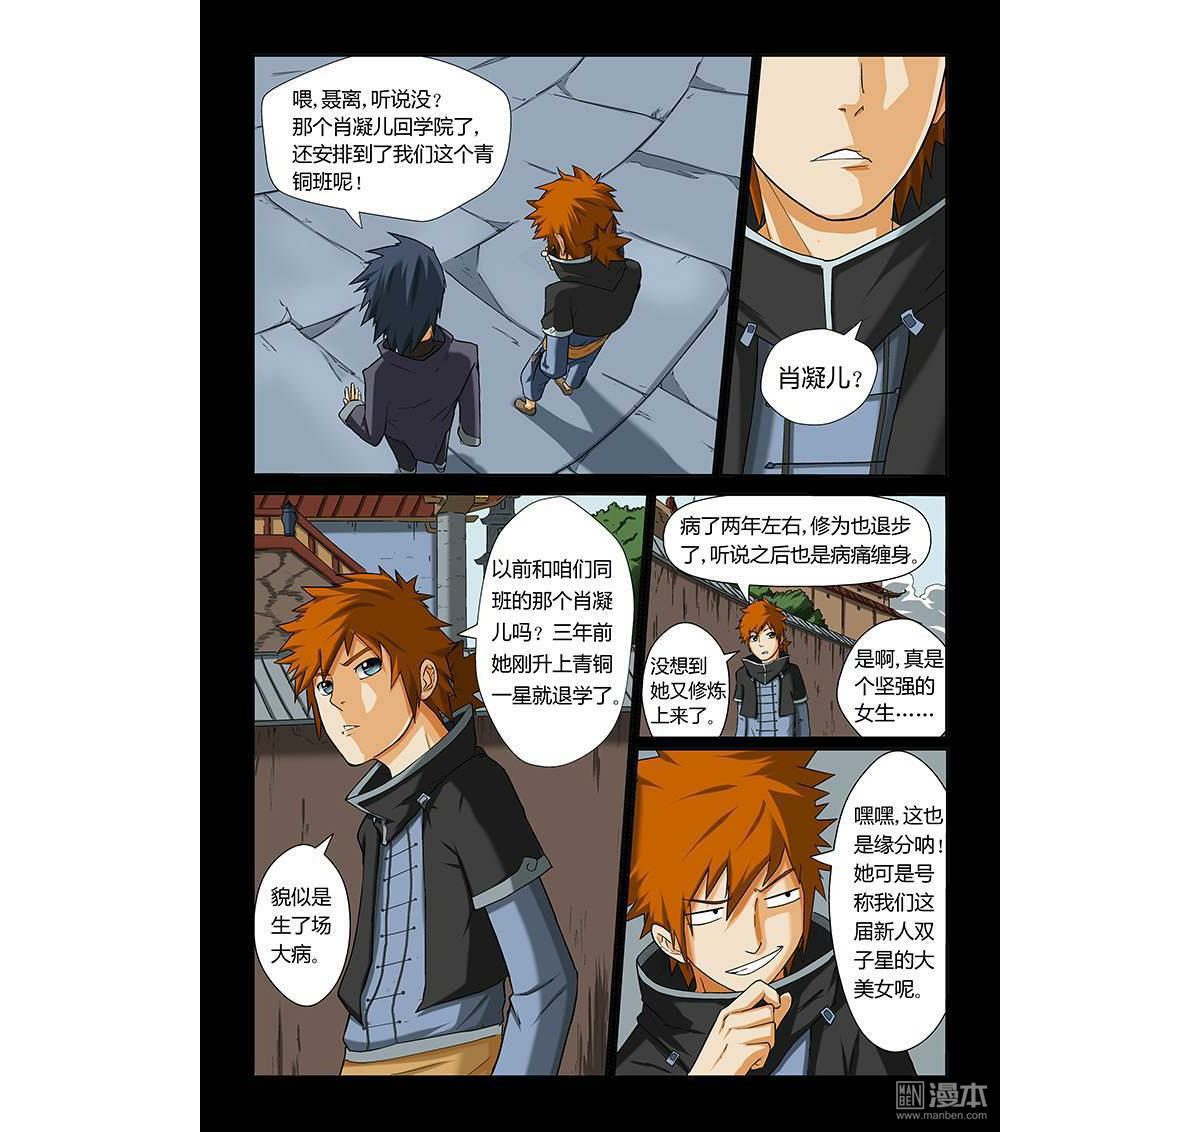 喂,聂离,听说没?
那个肖凝儿回学院了,
还安排到了我们这个青
铜班呢!
肖凝儿?
以前和咱们同
班的那个肖凝
儿吗?三年前
她刚升上青铜
一星就退学了。
貌似是
生了场
大病。
病了两年左右,修为也退步
了,听说之后也是病痛缠身。
没想到
她又修炼
上来了。
是啊,真是
个坚强的
女生……
嘿嘿,这也
是缘分呐!
她可是号
称我们这
届新人双
子星的大
美女呢。
MAN
BEN
漫本
www.manben.com